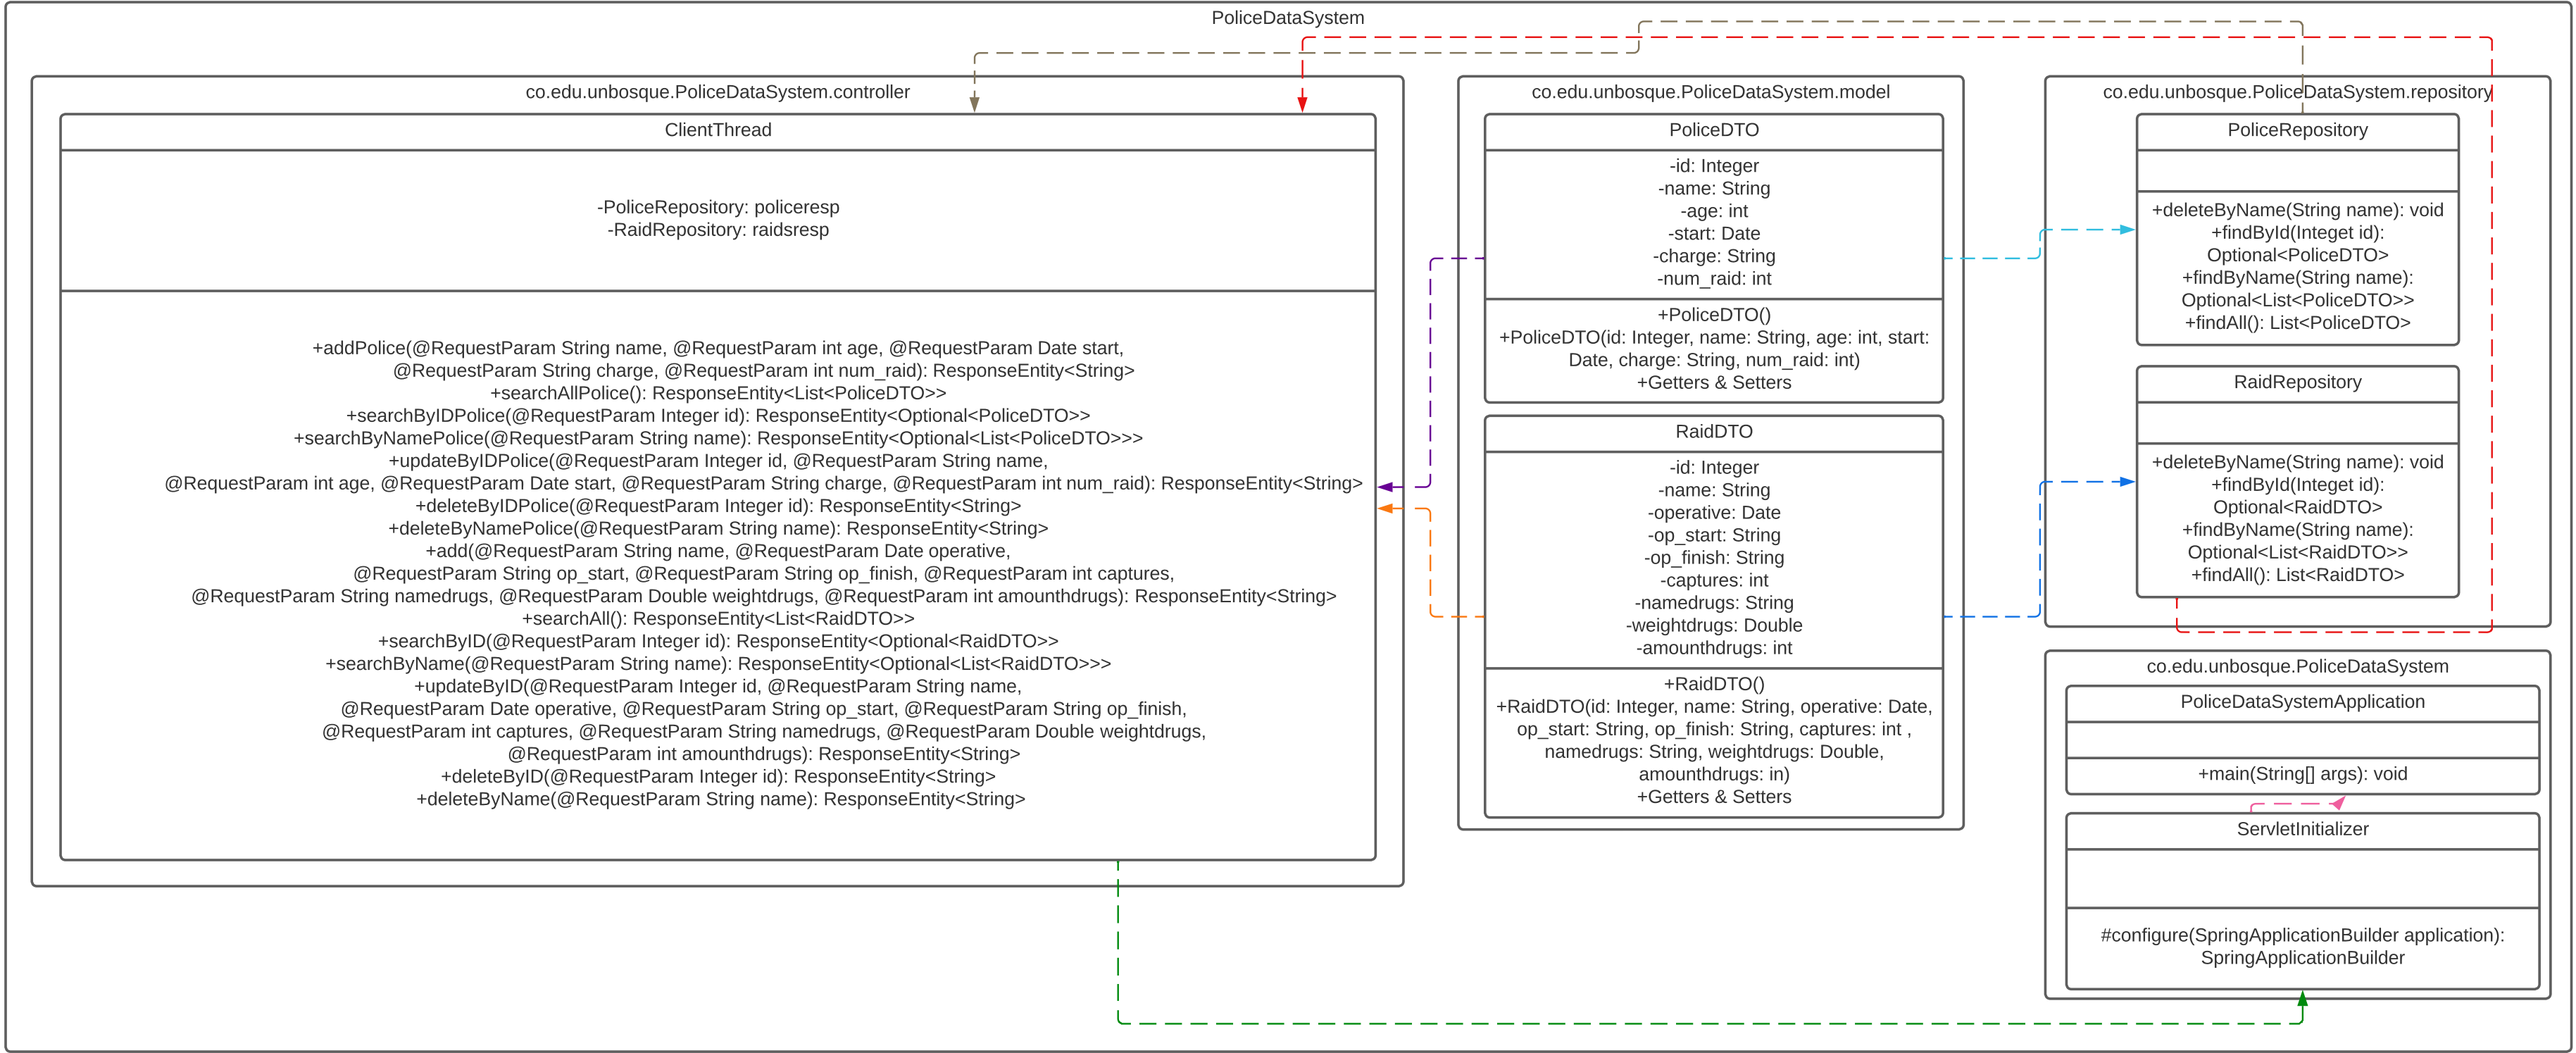 PoliceDataSystem
co.edu.unbosque.PoliceDataSystem.controller
ClientThread
-PoliceRepository: policeresp
-RaidRepository: raidsresp
+addPolice(@RequestParam String name, @RequestParam int age, @RequestParam Date start,
@RequestParam String charge, @RequestParam int num_raid): ResponseEntity<String>
+searchAllPolice(): ResponseEntity<List<PoliceDTO>>
+searchByIDPolice(@RequestParam Integer id): ResponseEntity<Optional<PoliceDTO>>
+searchByNamePolice(@RequestParam String name): ResponseEntity<Optional<List<PoliceDTO>>>
+updateByIDPolice(@RequestParam Integer id, @RequestParam String name,
@RequestParam int age, @RequestParam Date start, @RequestParam String charge, @RequestParam int num_raid): ResponseEntity<String>
+deleteByIDPolice(@RequestParam Integer id): ResponseEntity<String>
+deleteByNamePolice(@RequestParam String name): ResponseEntity<String>
+add(@RequestParam String name, @RequestParam Date operative,
@RequestParam String op_start, @RequestParam String op_finish, @RequestParam int captures,
@RequestParam String namedrugs, @RequestParam Double weightdrugs, @RequestParam int amounthdrugs): ResponseEntity<String>
+searchAll(): ResponseEntity<List<RaidDTO>>
+searchByID(@RequestParam Integer id): ResponseEntity<Optional<RaidDTO>>
+searchByName(@RequestParam String name): ResponseEntity<Optional<List<RaidDTO>>>
+updateByID(@RequestParam Integer id, @RequestParam String name,
@RequestParam Date operative, @RequestParam String op_start, @RequestParam String op_finish,
@RequestParam int captures, @RequestParam String namedrugs, @RequestParam Double weightdrugs,
@RequestParam int amounthdrugs): ResponseEntity<String>
+deleteByID(@RequestParam Integer id): ResponseEntity<String>
+deleteByName(@RequestParam String name): ResponseEntity<String>
co.edu.unbosque.PoliceDataSystem.model
PoliceDTO
-id: Integer
-name: String
-age: int
-start: Date
-charge: String
-num_raid: int
+PoliceDTO()
+PoliceDTO(id: Integer, name: String, age: int, start:
Date, charge: String, num_raid: int)
+Getters & Setters
RaidDTO
-id: Integer
-name: String
-operative: Date
-op_start: String
-op_finish: String
-captures: int
-namedrugs: String
-weightdrugs: Double
-amounthdrugs: int
+RaidDTO()
+RaidDTO(id: Integer, name: String, operative: Date,
op_start: String, op_finish: String, captures: int ,
namedrugs: String, weightdrugs: Double,
amounthdrugs: in)
+Getters & Setters
co.edu.unbosque.PoliceDataSystem.repository
PoliceRepository
+deleteByName(String name): void
+findById(Integet id):
Optional<PoliceDTO>
+findByName(String name):
Optional<List<PoliceDTO>>
+findAll(): List<PoliceDTO>
RaidRepository
+deleteByName(String name): void
+findById(Integet id):
Optional<RaidDTO>
+findByName(String name):
Optional<List<RaidDTO>>
+findAll(): List<RaidDTO>
co.edu.unbosque.PoliceDataSystem
PoliceDataSystemApplication
+main(String[] args): void
ServletInitializer
#configure(SpringApplicationBuilder application):
SpringApplicationBuilder